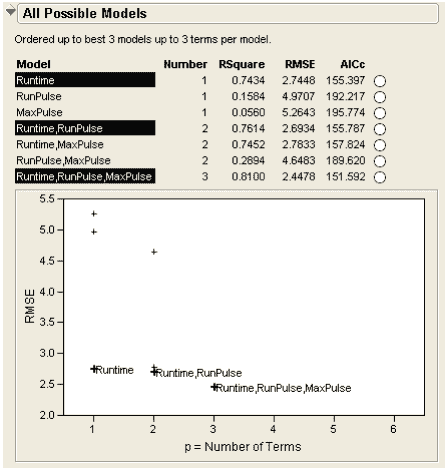 All Possible Models
Ordered up to best 3 models up to 3 terms per model.
Model Number RSquare RMSE AICc
Runtime 1 0.7434 2.7448 155.397
RunPulse 1 0.1584 4.9707 192.217
MaxPulse 1 0.0560 5.2643 195.774
Runtime,RunPulse 2 0.7614 2.6934 155.787
Runtime,MaxPulse 2 0.7452 2.7833 157.824
RunPulse,MaxPulse 2 0.2894 4.6483 189.620
Runtime,RunPulse,MaxPulse 3 0.8100 2.4478 151.592
5.5
5.0
4.5
4.0
3.5
3.0
2.5
2.0
RMSE
Runtime
Runtime,RunPulse
Runtime,RunPulse,MaxPulse
1 2 3 4 5 6
p = Number of Terms